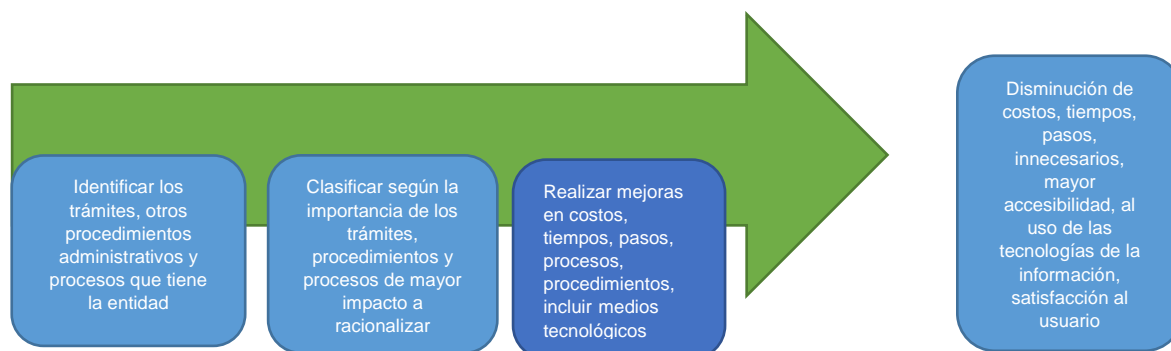 Identificar los
trámites, otros
procedimientos
administrativos y
procesos que tiene
la entidad
Clasificar según la
importancia de los
trámites,
procedimientos y
procesos de mayor
impacto a
racionalizar
Realizar mejoras
en costos,
tiempos, pasos,
procesos,
procedimientos,
incluir medios
tecnológicos
Disminución de
costos, tiempos,
pasos,
innecesarios,
mayor
accesibilidad, al
uso de las
tecnologías de la
información,
satisfacción al
usuario